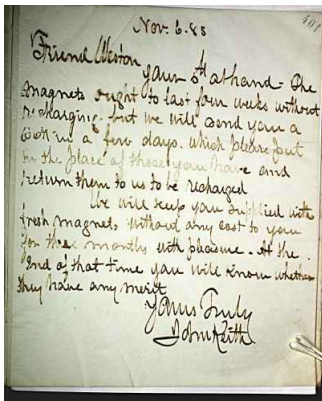 Nov. 6. 85
401
Friend Weston
Yours 5th at hand - The
magnets ought to last four weeks without
recharging. but we will send you a
in a few days. which please put
in the place of those you have and
return them to us to be recharged
We will keep you supplied with
fresh magnets without any cost to you
for three months with pleasure. At the
end of that time you will know whether
they have any merit
Yours Truly
John Keith